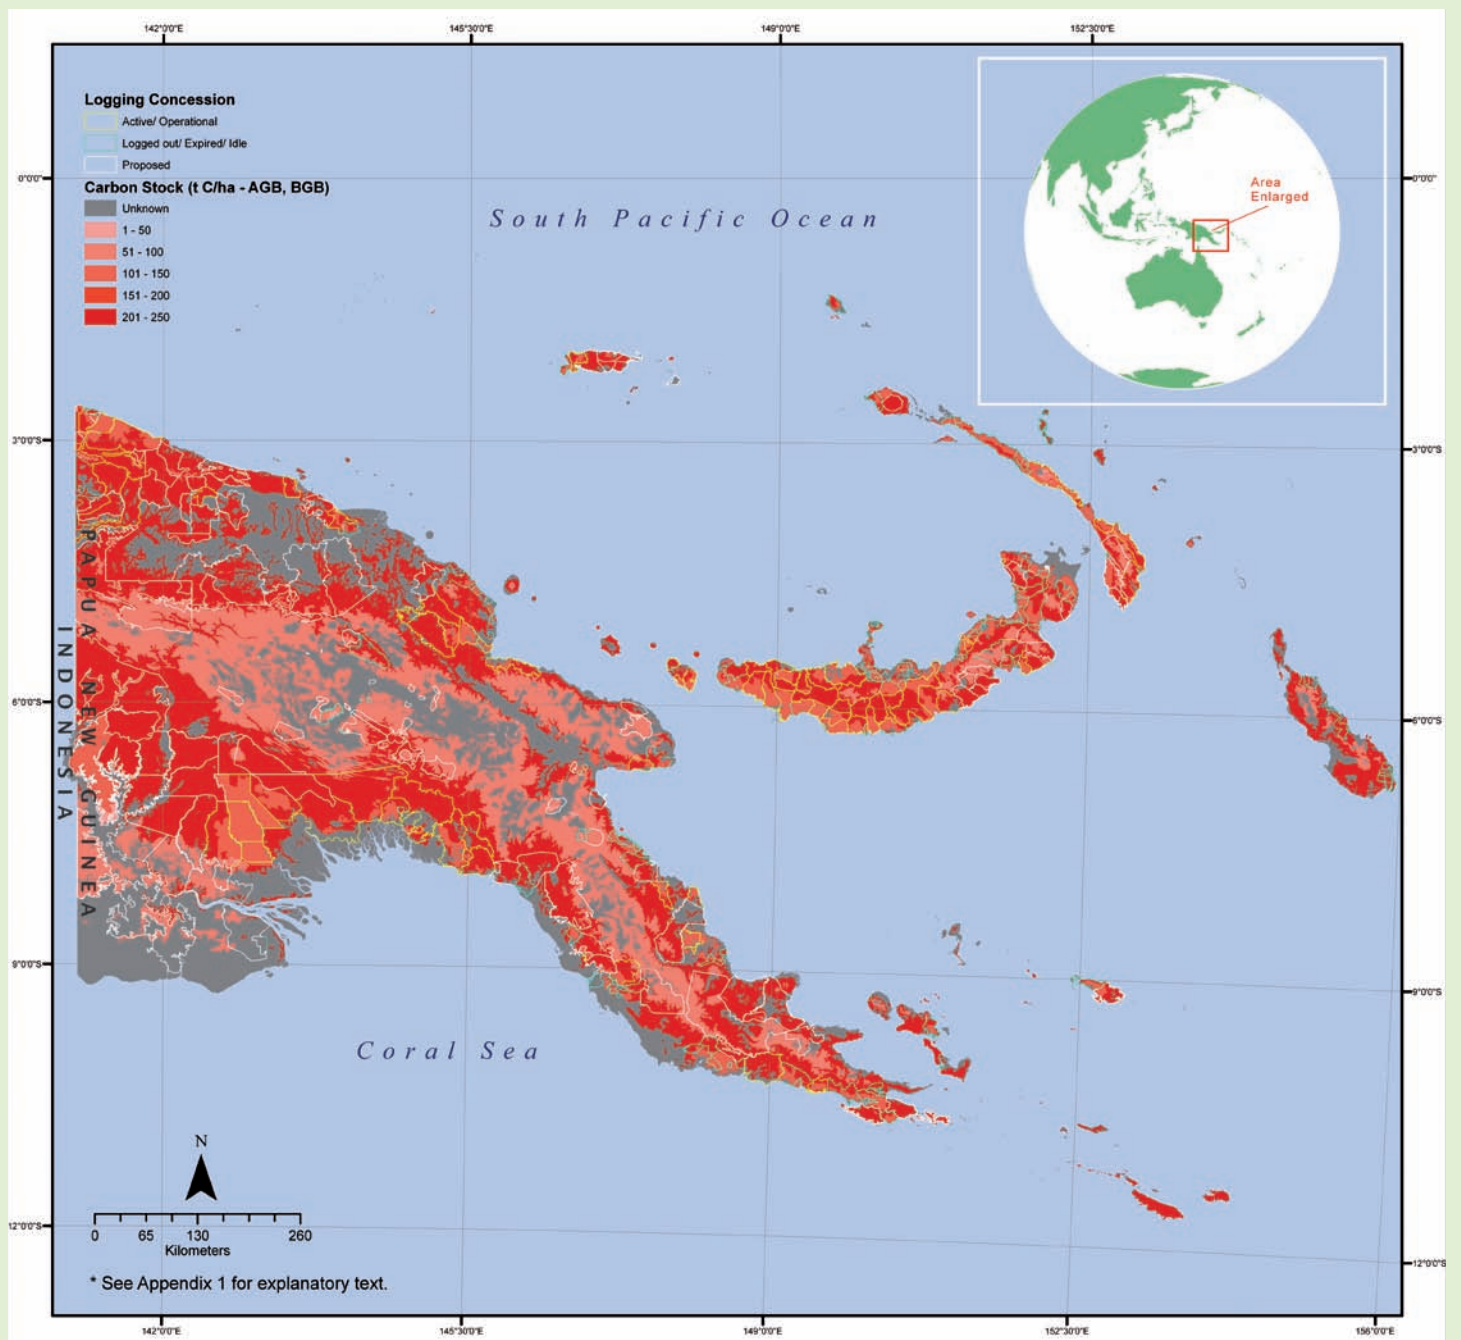 142°0'0"E 145°30'0"E 149°0'0"E 152°30'0"E
Logging Concession
Active/ Operational
Logged out/ Expired/ Idle
Proposed
Carbon Stock (t C/ha - AGB, BGB)
Unknown
1 - 50
51 - 100
101 - 150
151 - 200
201 - 250
Area
Enlarged
0°0'0" 0°0'0"
South Pacific Ocean
3°0'0"S 3°0'0"S
PAPUA NEW GUINEA
INDONESIA
6°0'0"S 6°0'0"S
9°0'0"S 9°0'0"S
Coral Sea
N
12°0'0"S 12°0'0"S
0 65 130 260
Kilometers
* See Appendix 1 for explanatory text.
142°0'0"E 145°30'0"E 149°0'0"E 152°30'0"E 156°0'0"E